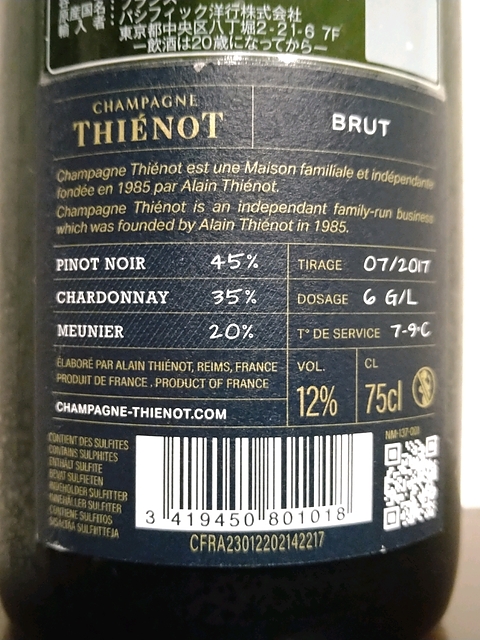 原産国名：フランス
パシフィック洋行株式会社
東京都中央区八丁堀2-21-6 7F
―飲酒は20歳になってから―
CHAMPAGNE
THIÉNOT
BRUT
Champagne Thiénot est une Maison familiale et indépendante
fondée en 1985 par Alain Thiénot.
Champagne Thiénot is an independant family-run business
which was founded by Alain Thiénot in 1985.
PINOT NOIR 45%
TIRAGE 07/2017
CHARDONNAY 35%
DOSAGE 6 G/L
MEUNIER 20%
T° DE SERVICE 7-9°C
ÉLABORÉ PAR ALAIN THIÉNOT, REIMS, FRANCE
PRODUIT DE FRANCE . PRODUCT OF FRANCE
CHAMPAGNE-THIENOT.COM
VOL.
12%
CL
75cl
CONTIENT DES SULFITES
CONTAINS SULPHITES
ENTHÄLT SULFITE
BEVAT SULFIETEN
INDEHOLDER SULFITTER
INNEHÅLLER SULFITER
CONTIENE SULFITOS
SISÄLTÄÄ SULFIITTEJA
NM-137-001
3 419450 801018
CFRA23012202142217